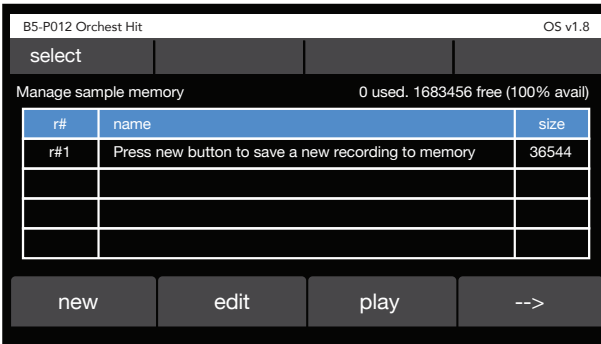 B5-P012 Orchest Hit OS v1.8
select
Manage sample memory 0 used. 1683456 free (100% avail)
r# name size
r#1 Press new button to save a new recording to memory 36544
new edit play -->